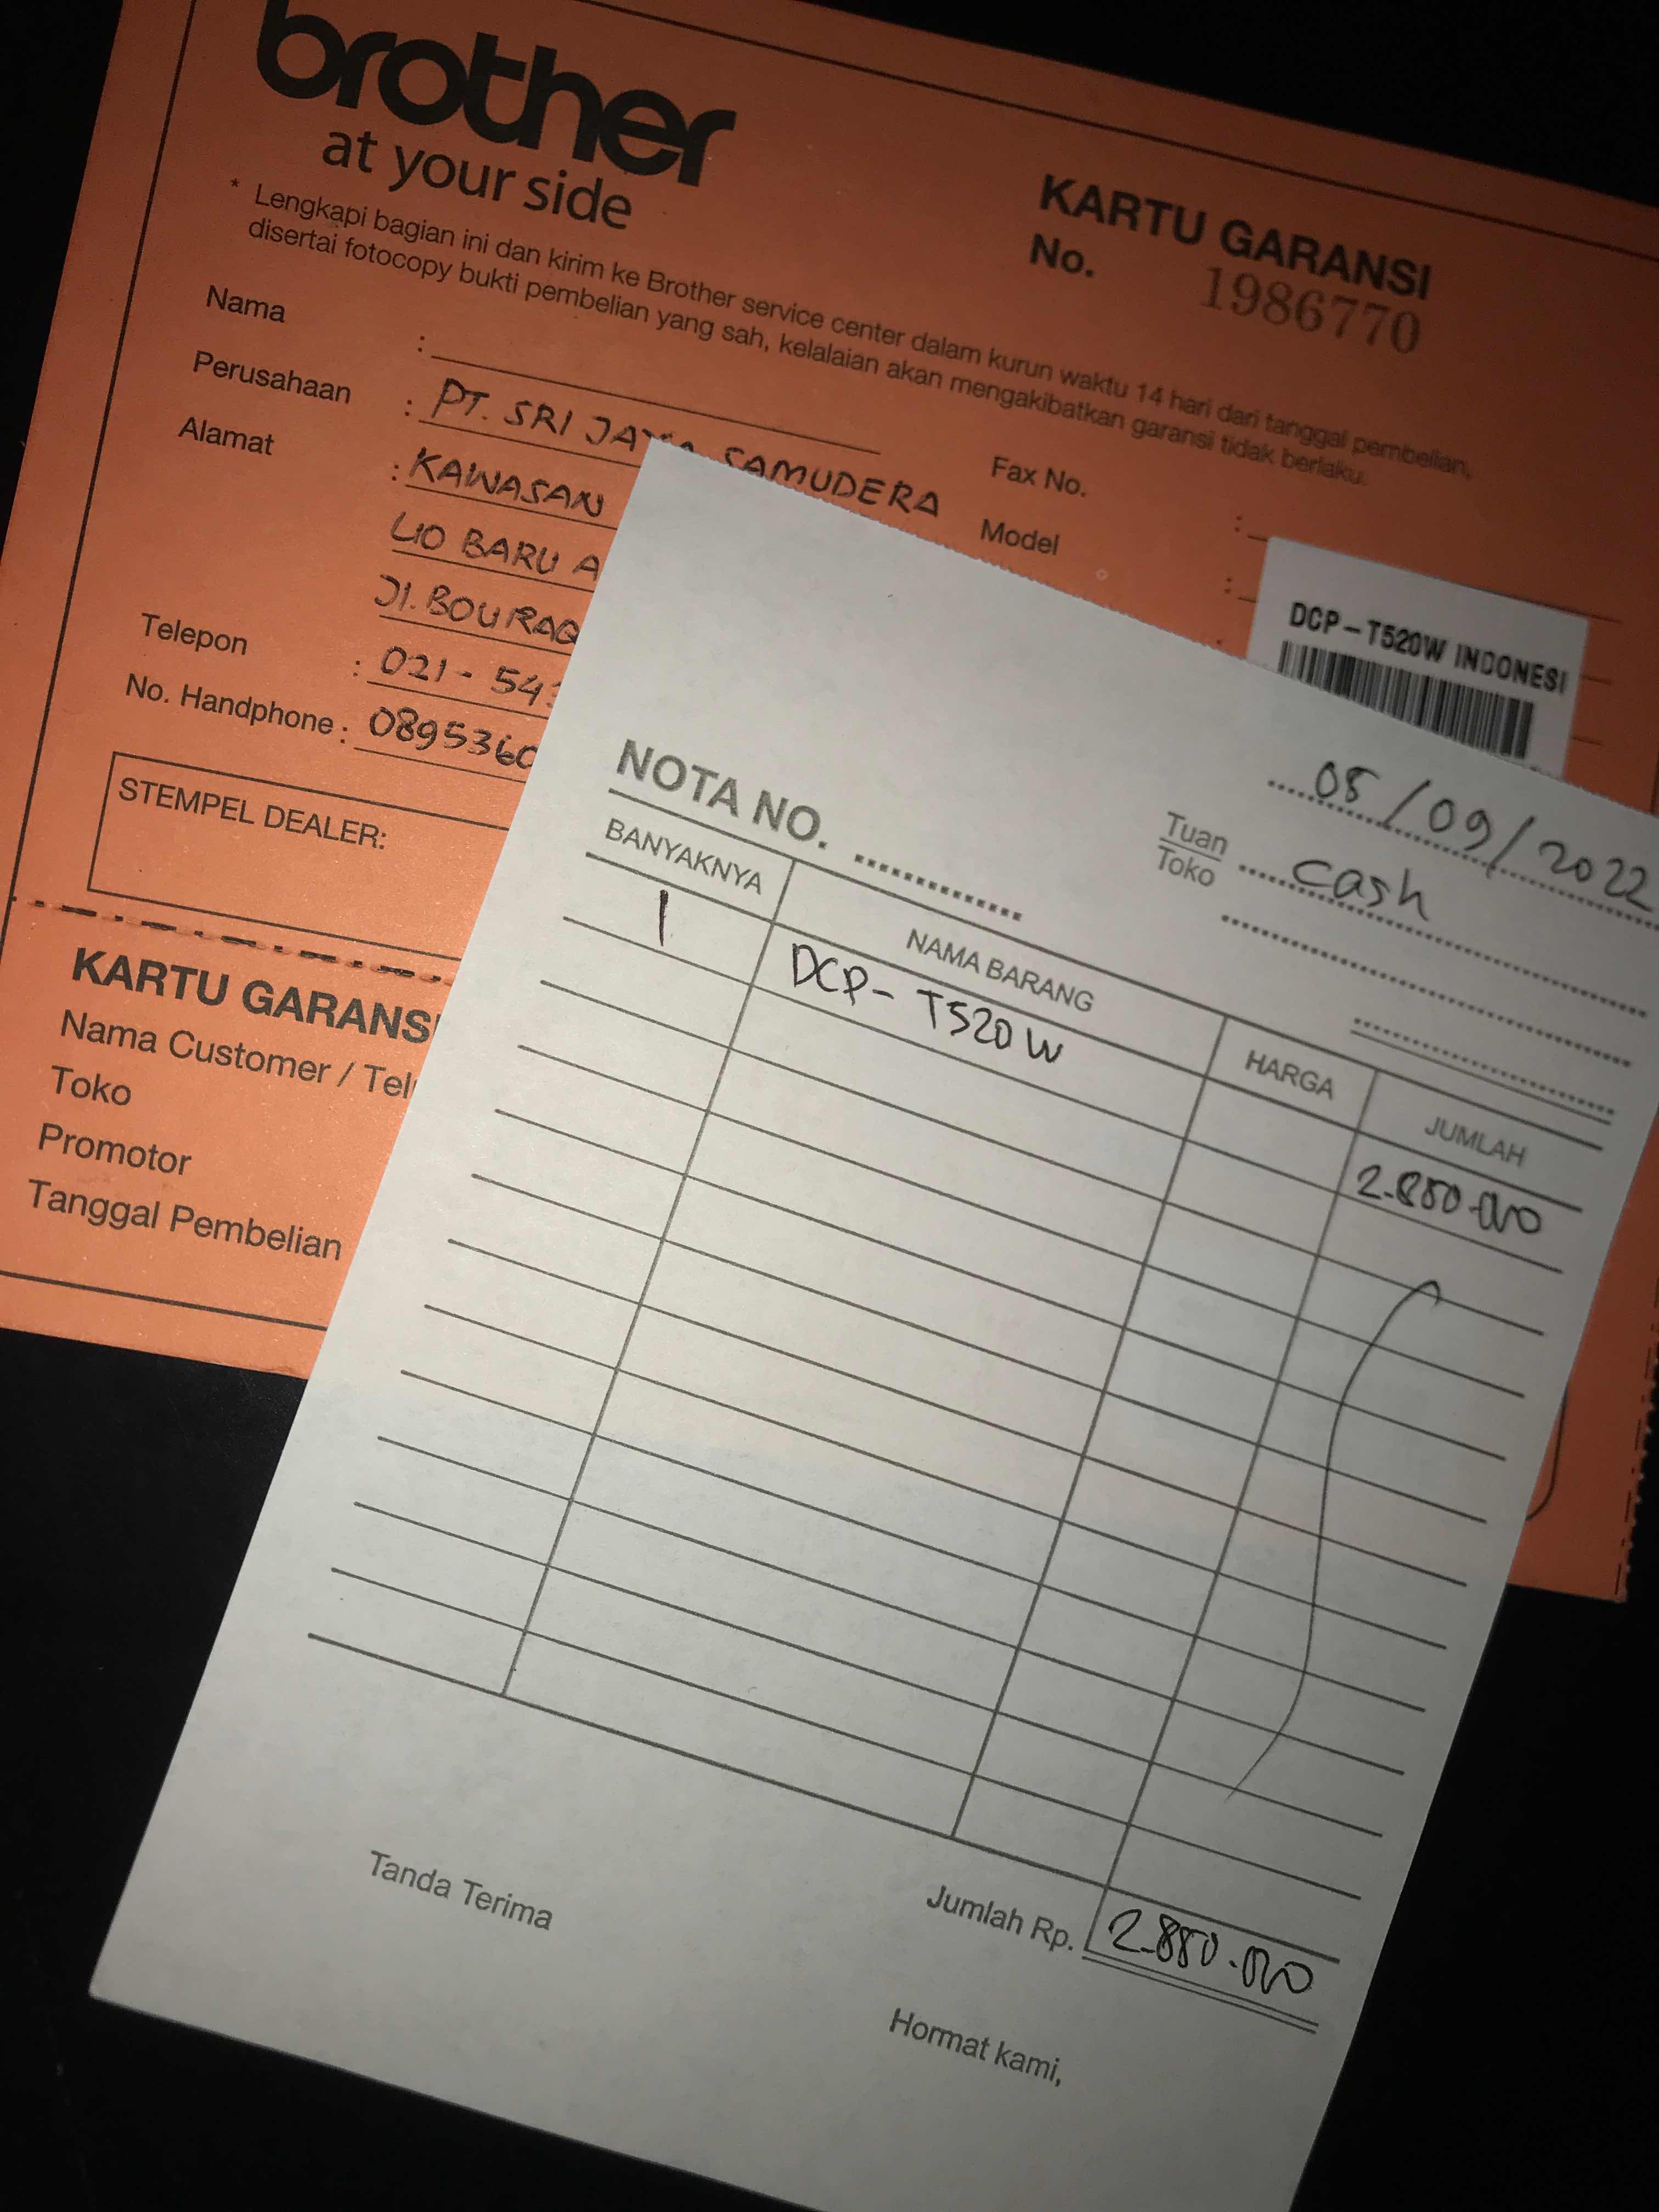 brother
at your side
KARTU GARANSI
No. 1986770
* Lengkapi bagian ini dan kirim ke Brother service center dalam kurun waktu 14 hari dari tanggal pembelian,
disertai fotocopy bukti pembelian yang sah, kelalaian akan mengakibatkan garansi tidak berlaku.
Nama :
Perusahaan : PT. SRI JAYA SAMUDERA
Alamat : KAWASAN
LIO BARU A
Jl. BOURAQ
Telepon : 021 - 54
No. Handphone : 0895360
Fax No. :
Model :
DCP-T520W INDONESI
STEMPEL DEALER:
KARTU GARANSI
Nama Customer / Tel
Toko
Promotor
Tanggal Pembelian
05/09/2022
Tuan
Toko cash
NOTA NO.
BANYAKNYA NAMA BARANG HARGA JUMLAH
1 DCP - T520W 2.880.000
Jumlah Rp. 2.880.000
Tanda Terima
Hormat kami,